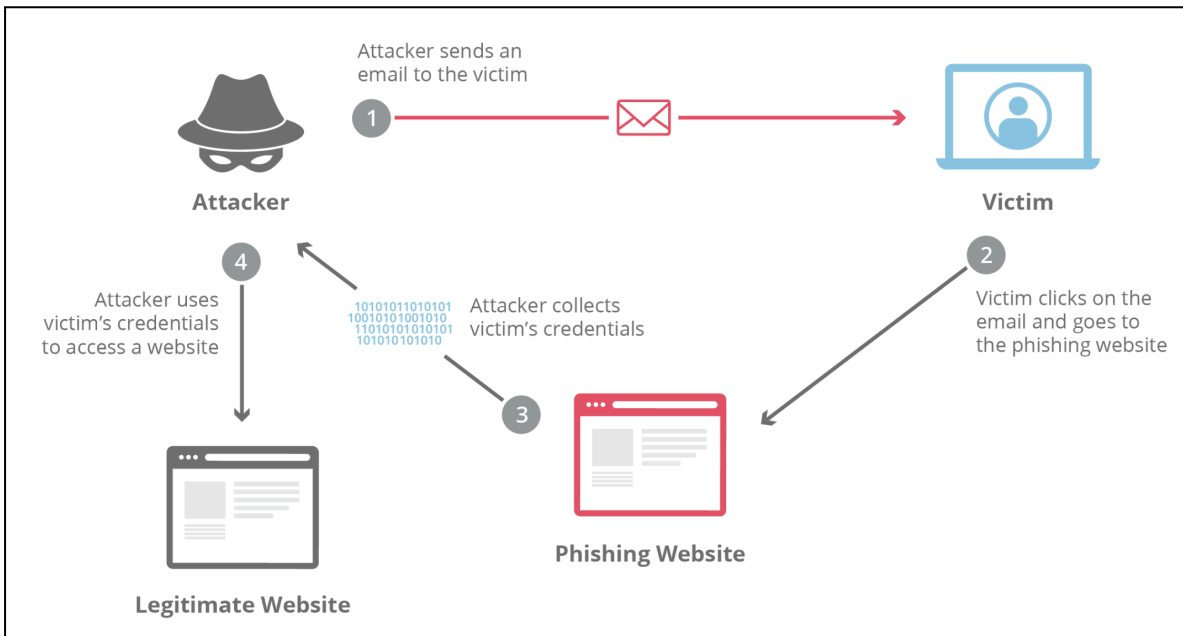 Attacker sends an
email to the victim
1
Attacker
Victim
2
Victim clicks on the
email and goes to
the phishing website
4
Attacker uses
victim’s credentials
to access a website
10101011010101
10010101001010
11010101010101
101010101010
Attacker collects
victim’s credentials
3
Phishing Website
Legitimate Website